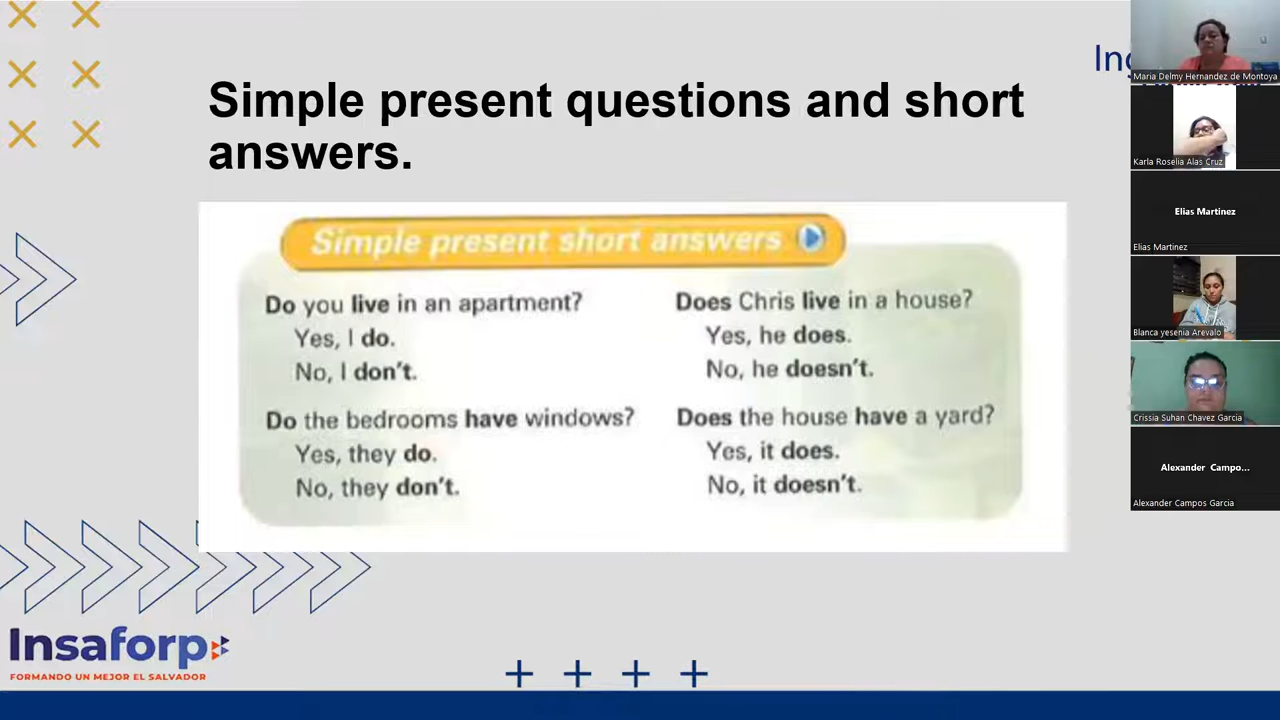 Simple present questions and short
answers.
Simple present short answers
Do you live in an apartment?
Yes, I do.
No, I don't.
Do the bedrooms have windows?
Yes, they do.
No, they don't.
Does Chris live in a house?
Yes, he does.
No, he doesn't.
Does the house have a yard?
Yes, it does.
No, it doesn't.
Insaforp
FORMANDO UN MEJOR EL SALVADOR
Maria Delmy Hernandez de Montoya
Karla Roselia Alas Cruz
Elias Martinez
Elias Martinez
Blanca yesenia Arevalo
Crissia Suhan Chavez Garcia
Alexander Campo...
Alexander Campos Garcia